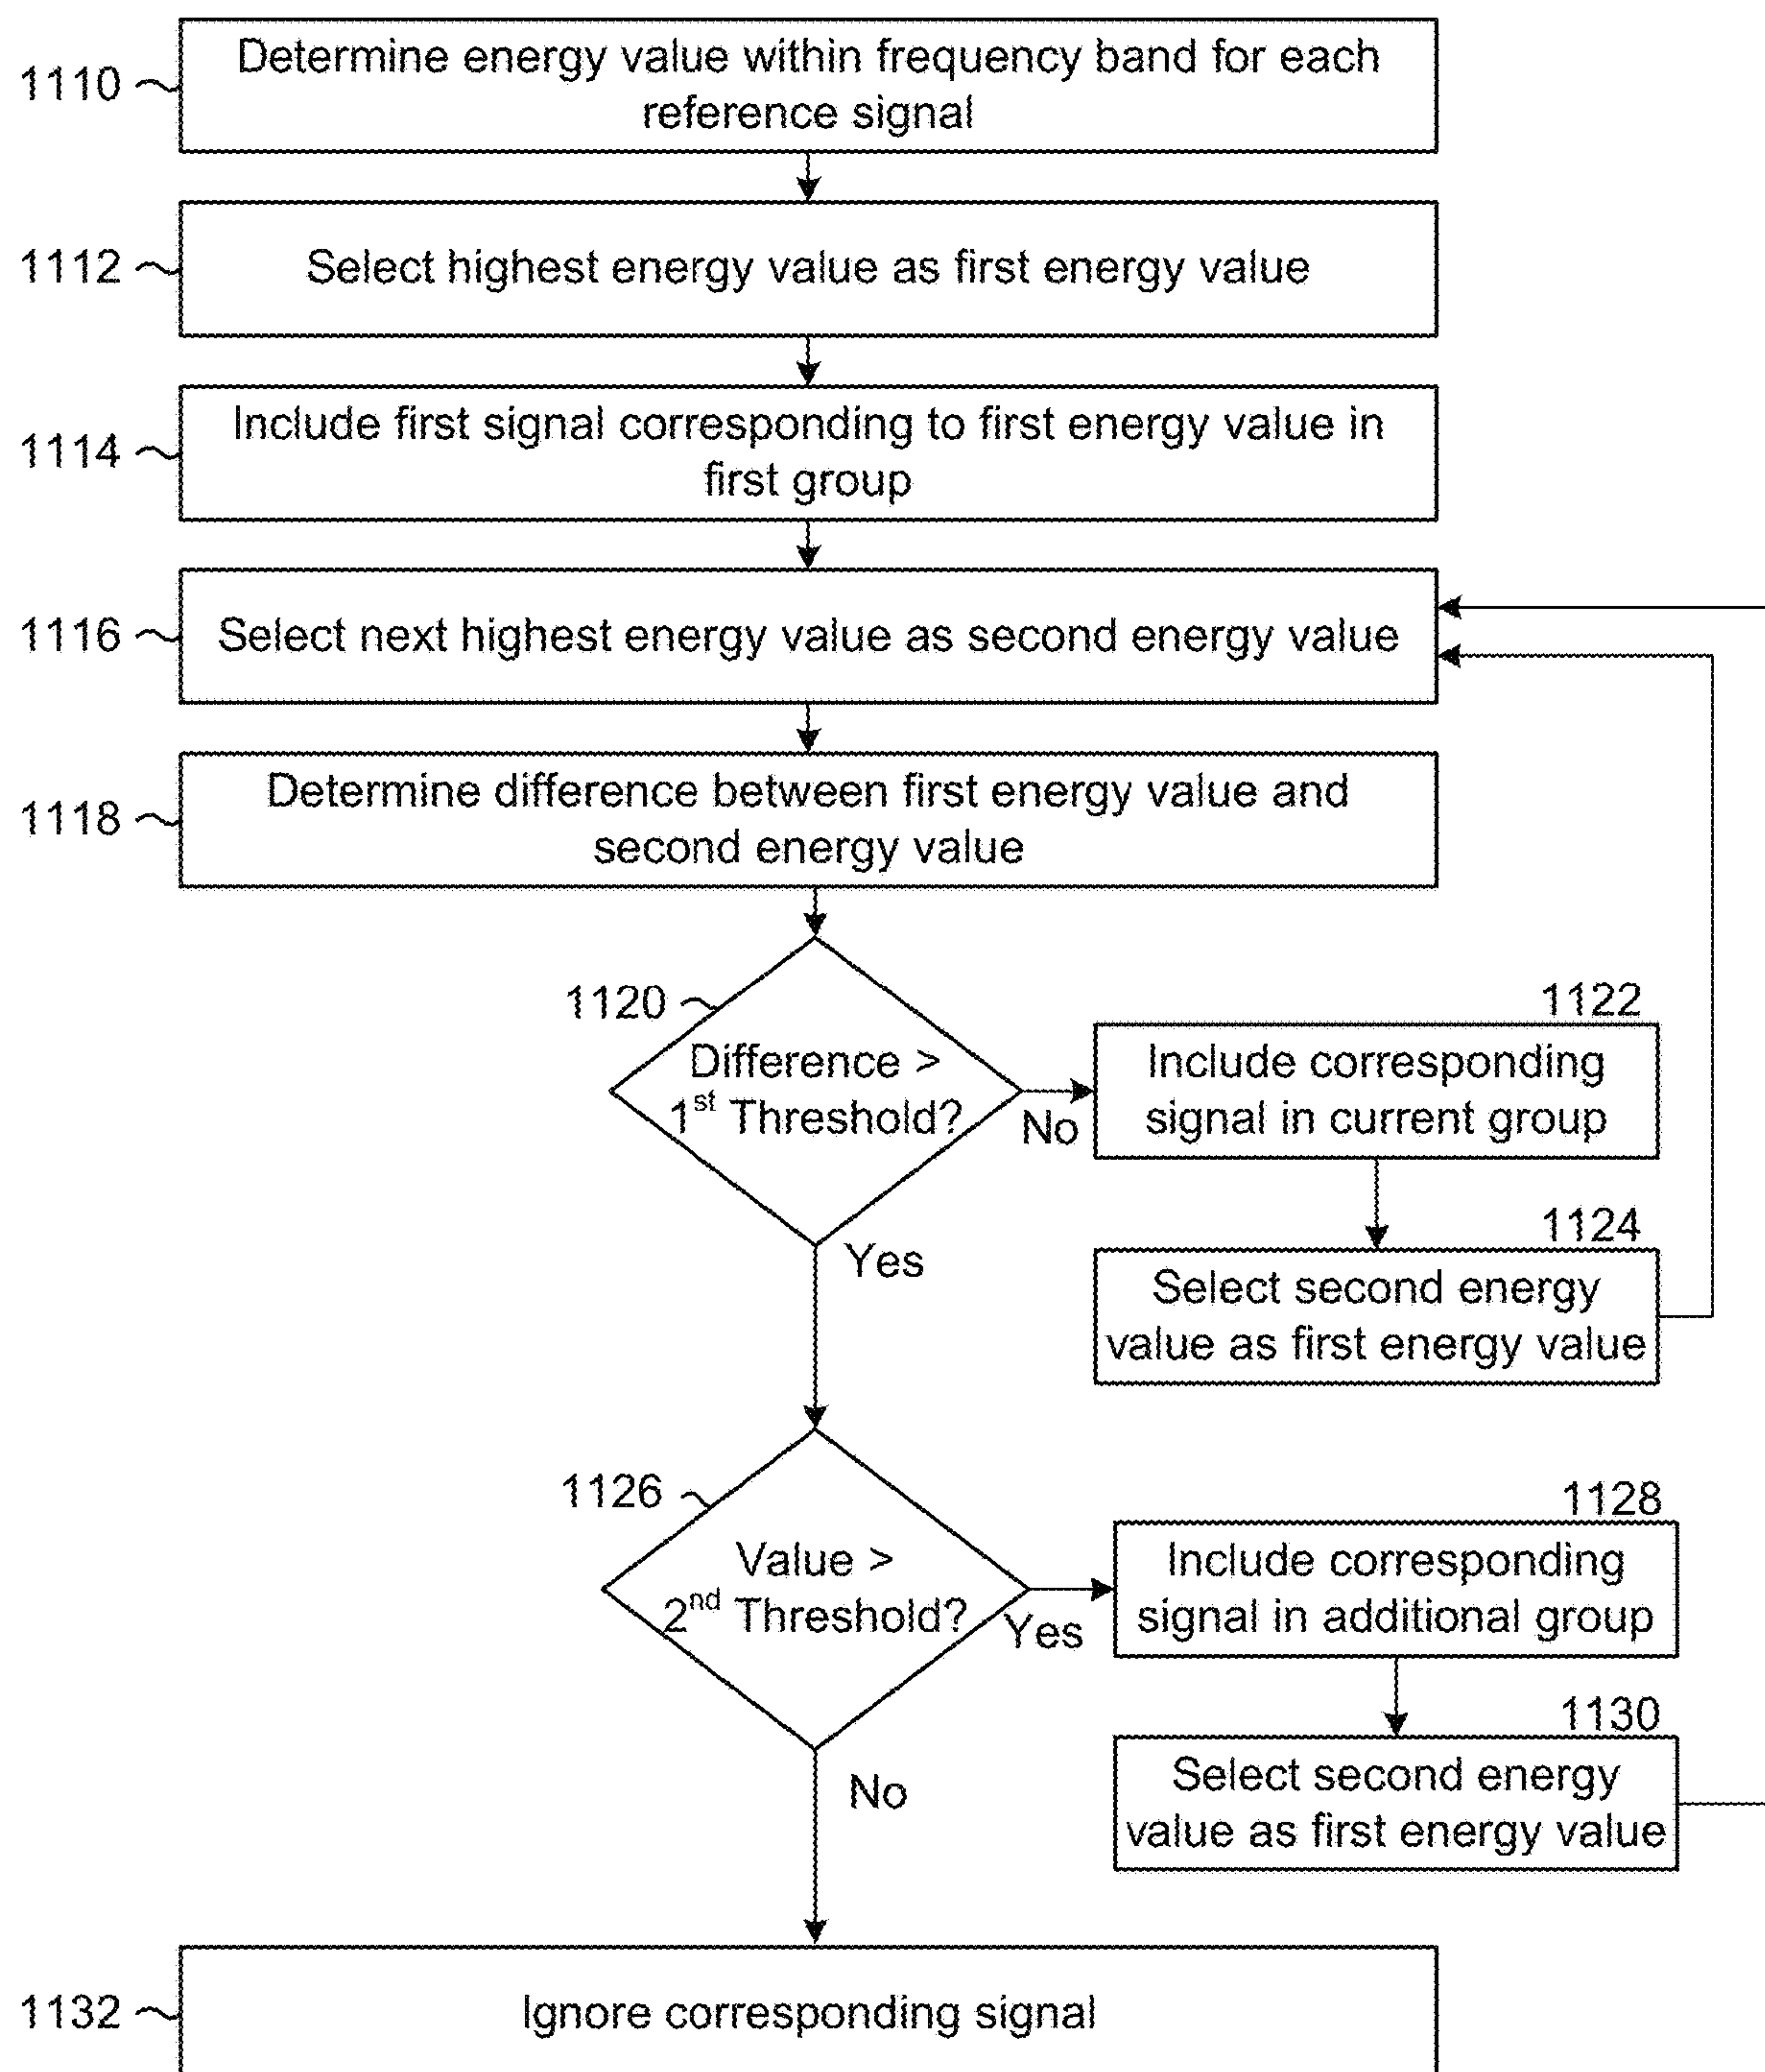 1110
Determine energy value within frequency band for each
reference signal
1112
Select highest energy value as first energy value
1114
Include first signal corresponding to first energy value in
first group
1116
Select next highest energy value as second energy value
1118
Determine difference between first energy value and
second energy value
1120
Difference >
1st Threshold?
No
Yes
1122
Include corresponding
signal in current group
1124
Select second energy
value as first energy value
1126
Value >
2nd Threshold?
Yes
No
1128
Include corresponding
signal in additional group
1130
Select second energy
value as first energy value
1132
Ignore corresponding signal